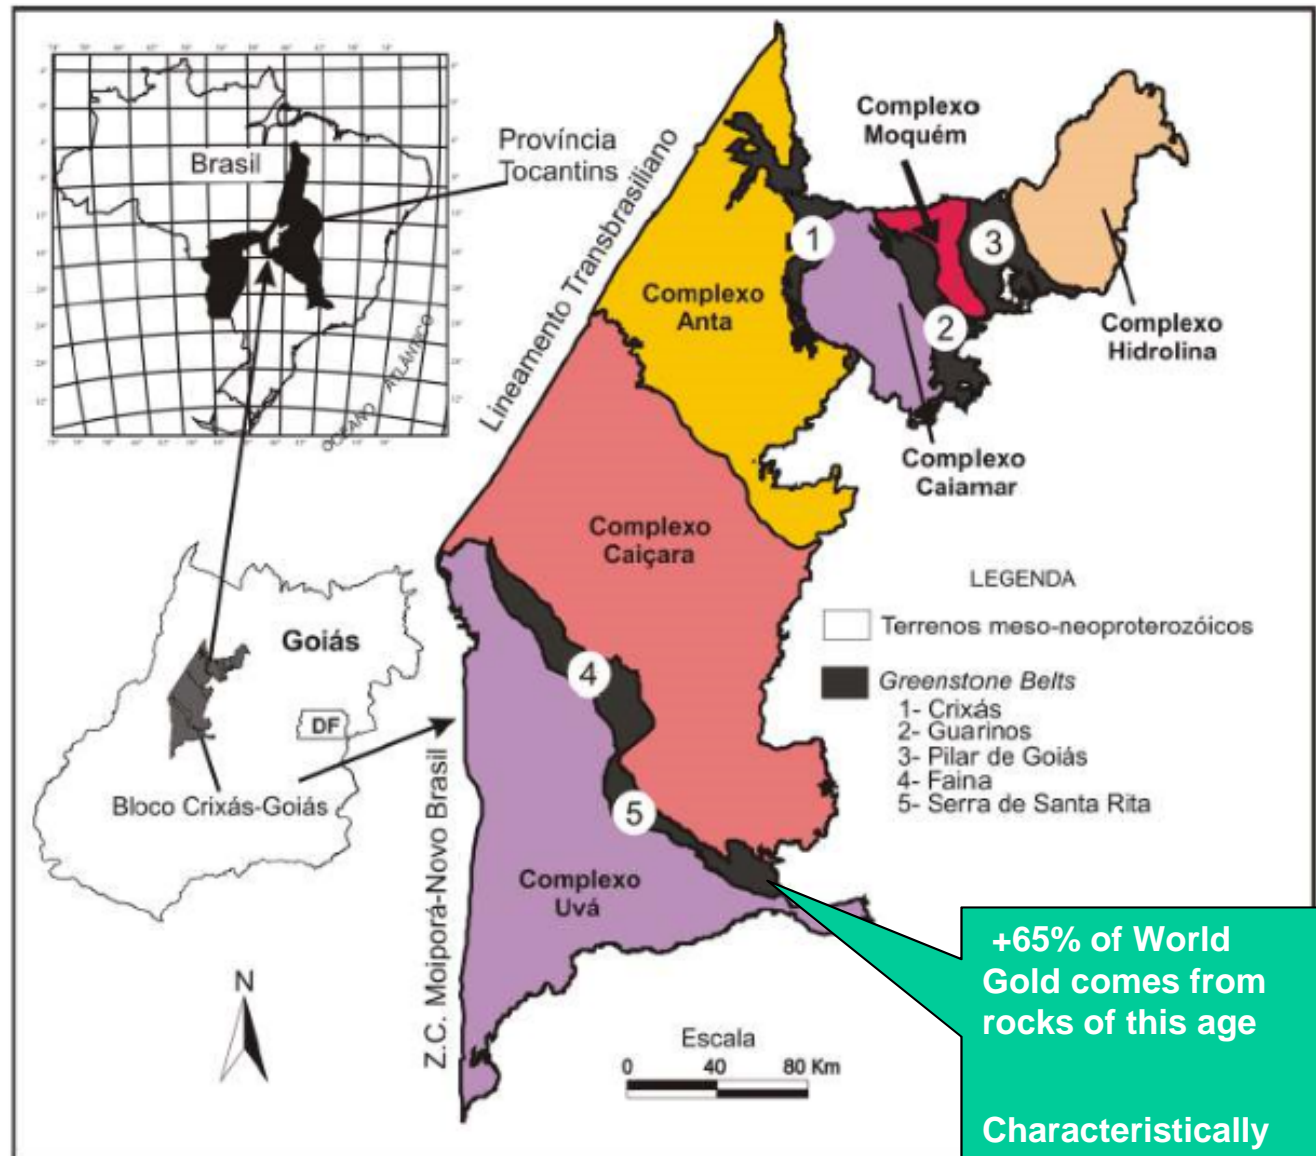 Brasil
Província
Tocantins
OCEANO ATLÂNTICO
Lineamento Transbrasiliano
Complexo
Moquém
1
3
2
Complexo
Anta
Complexo
Hidrolina
Complexo
Caiamar
Complexo
Caiçara
Goiás
DF
Bloco Crixás-Goiás
Z.C. Moiporá-Novo Brasil
4
5
Complexo
Uvá
LEGENDA
Terrenos meso-neoproterozóicos
Greenstone Belts
1- Crixás
2- Guarinos
3- Pilar de Goiás
4- Faina
5- Serra de Santa Rita
N
Escala
0 40 80 Km
+65% of World
Gold comes from
rocks of this age
Characteristically